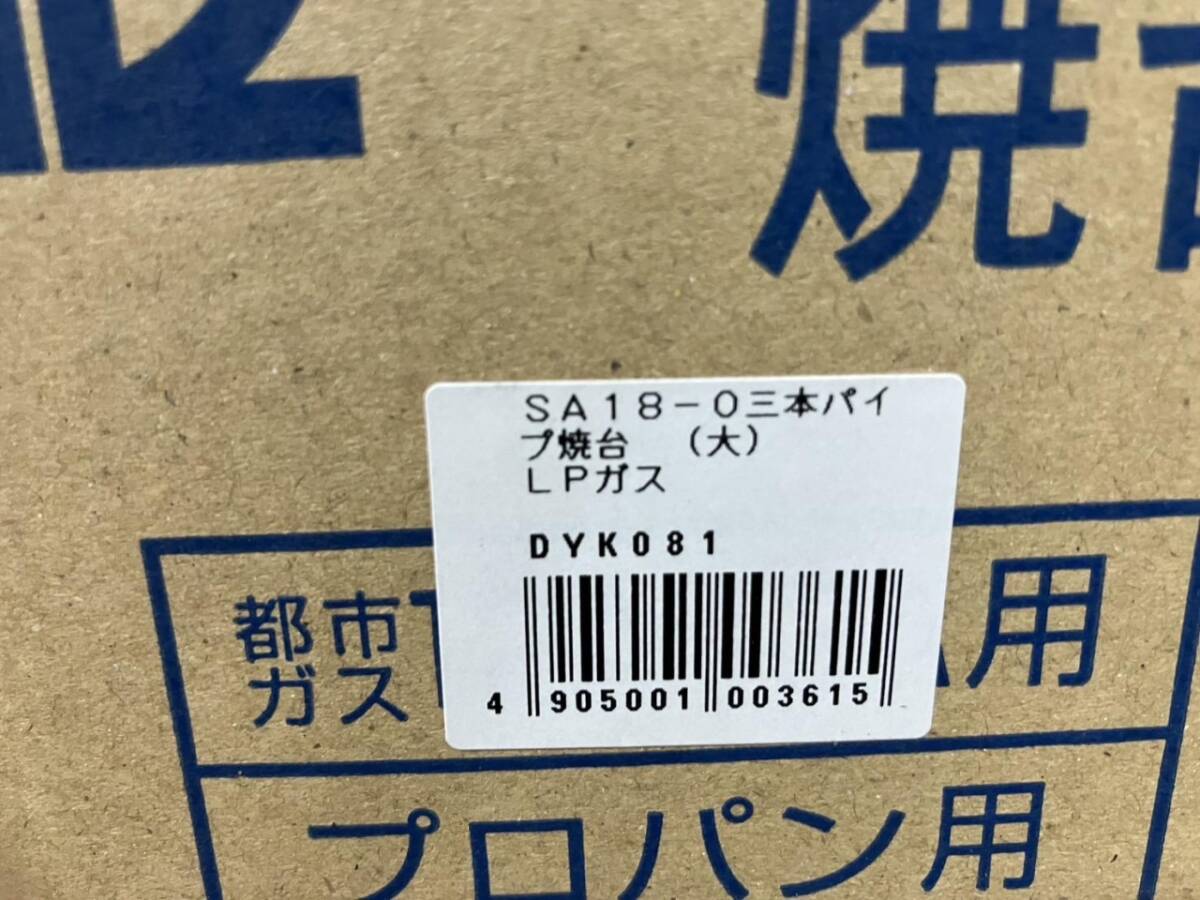 焼
ＳＡ１８－０三本パイ
プ焼台　（大）
ＬＰガス
DYK081
4 905001 003615
都市
ガス
用
プロパン用